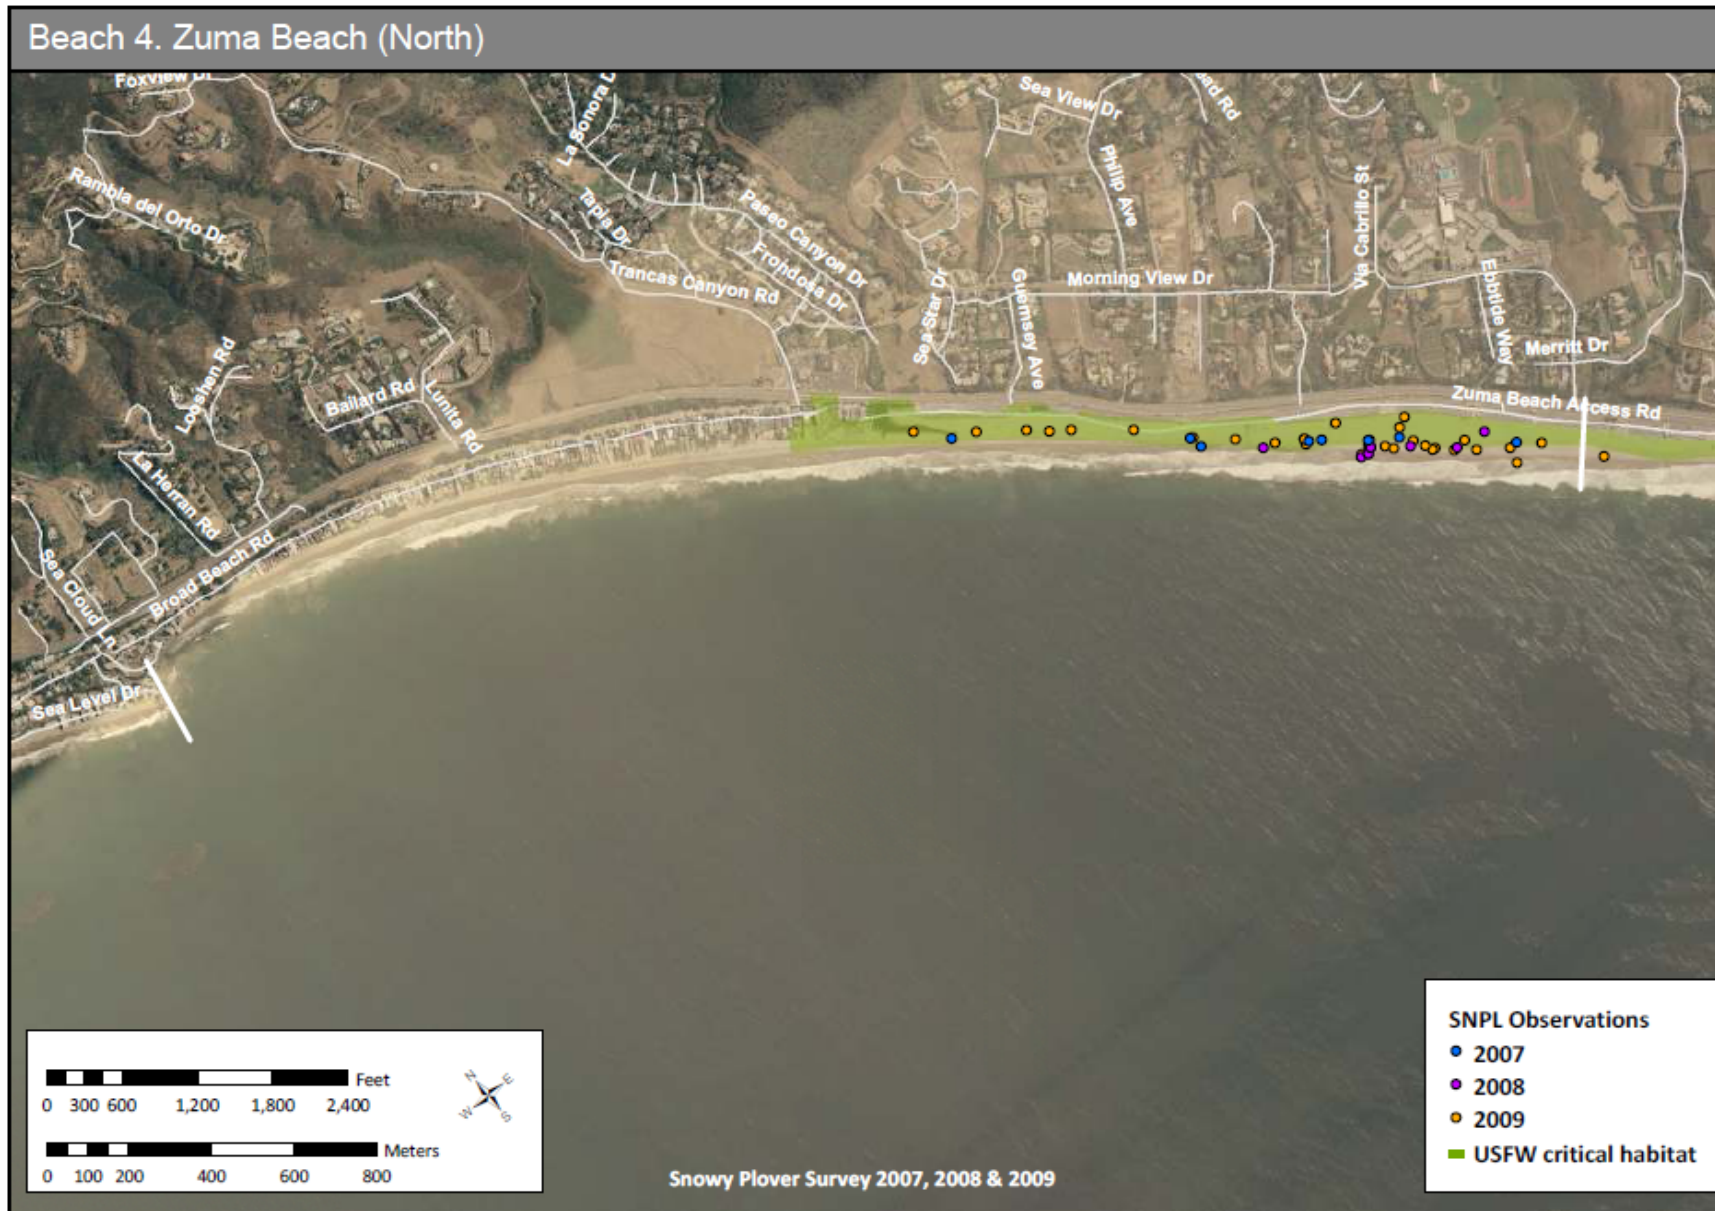 Beach 4. Zuma Beach (North)
Foxview Dr
La Sonora D
Sea View Dr
Rd
Rambla del Orto Dr
Tapia Dr
Paseo Canyon Dr
Frondosa Dr
Trancas Canyon Rd
Philip Ave
Via Cabrillo St
Morning View Dr
Guernsey Ave
Sea Star Dr
Ebbtide Way
Merritt Dr
Looshen Rd
Bailard Rd
Lunita Rd
Zuma Beach Access Rd
La Herran Rd
Broad Beach Rd
Sea Cloud Ln
Sea Level Dr
Feet
0 300 600 1,200 1,800 2,400
Meters
0 100 200 400 600 800
N
E
W
S
Snowy Plover Survey 2007, 2008 & 2009
SNPL Observations
2007
2008
2009
USFW critical habitat